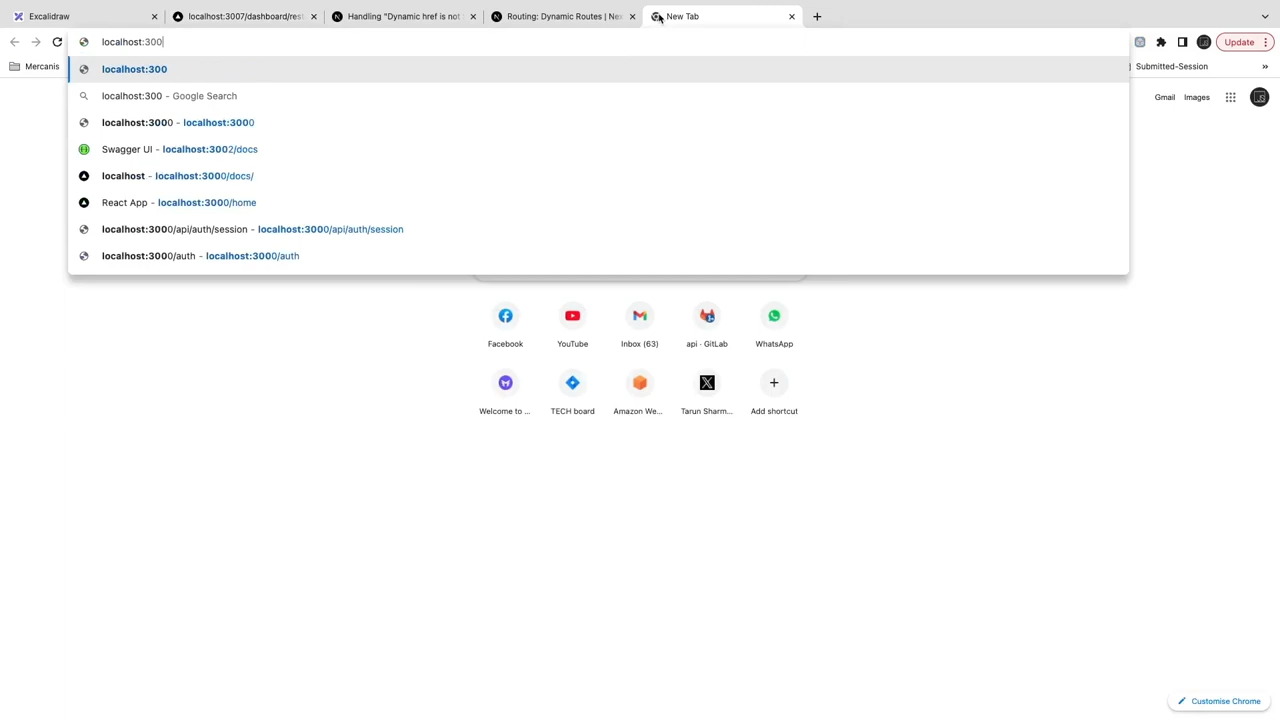 Excalidraw
localhost:3007/dashboard/rest
Handling "Dynamic href is not
Routing: Dynamic Routes | Nex
New Tab
localhost:300
Update
Mercanis
Submitted-Session
»
localhost:300
localhost:300 - Google Search
localhost:3000 - localhost:3000
Swagger UI - localhost:3002/docs
localhost - localhost:3000/docs/
React App - localhost:3000/home
localhost:3000/api/auth/session - localhost:3000/api/auth/session
localhost:3000/auth - localhost:3000/auth
Gmail Images
Facebook
YouTube
Inbox (63)
api · GitLab
WhatsApp
Welcome to ...
TECH board
Amazon We...
Tarun Sharm...
Add shortcut
Customise Chrome